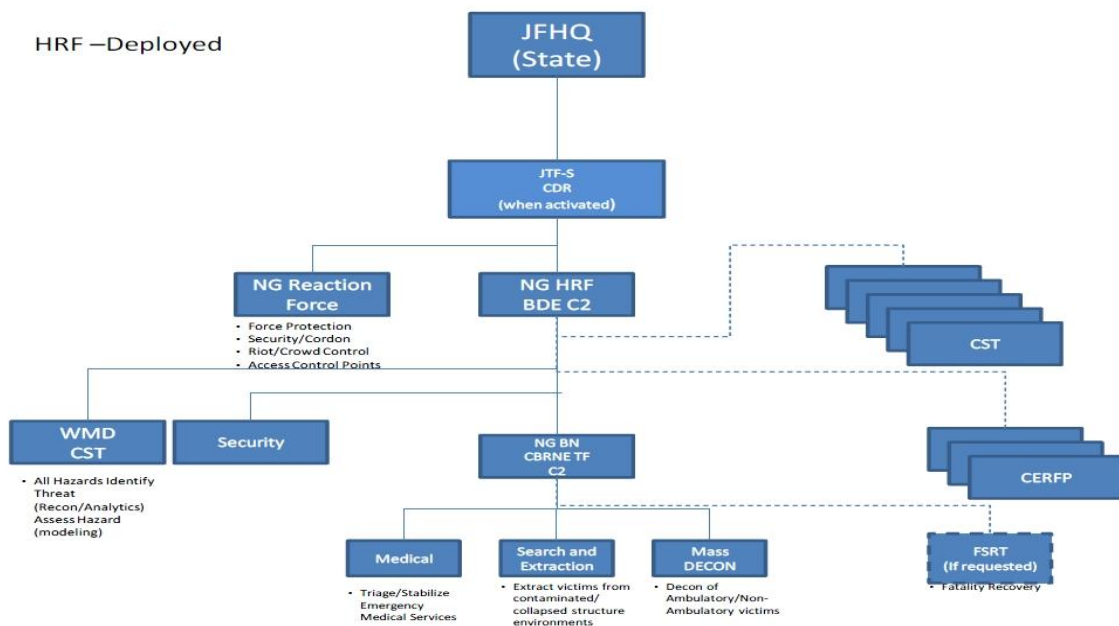 HRF –Deployed
JFHQ
(State)
JTF-S
CDR
(when activated)
NG Reaction
Force
• Force Protection
• Security/Cordon
• Riot/Crowd Control
• Access Control Points
NG HRF
BDE C2
CST
WMD
CST
• All Hazards Identify
Threat
(Recon/Analytics)
Assess Hazard
(modeling)
Security
NG BN
CBRNE TF
C2
CERFP
Medical
• Triage/Stabilize
Emergency
Medical Services
Search and
Extraction
• Extract victims from
contaminated/
collapsed structure
environments
Mass
DECON
• Decon of
Ambulatory/Non-
Ambulatory victims
FSRT
(If requested)
• Fatality Recovery